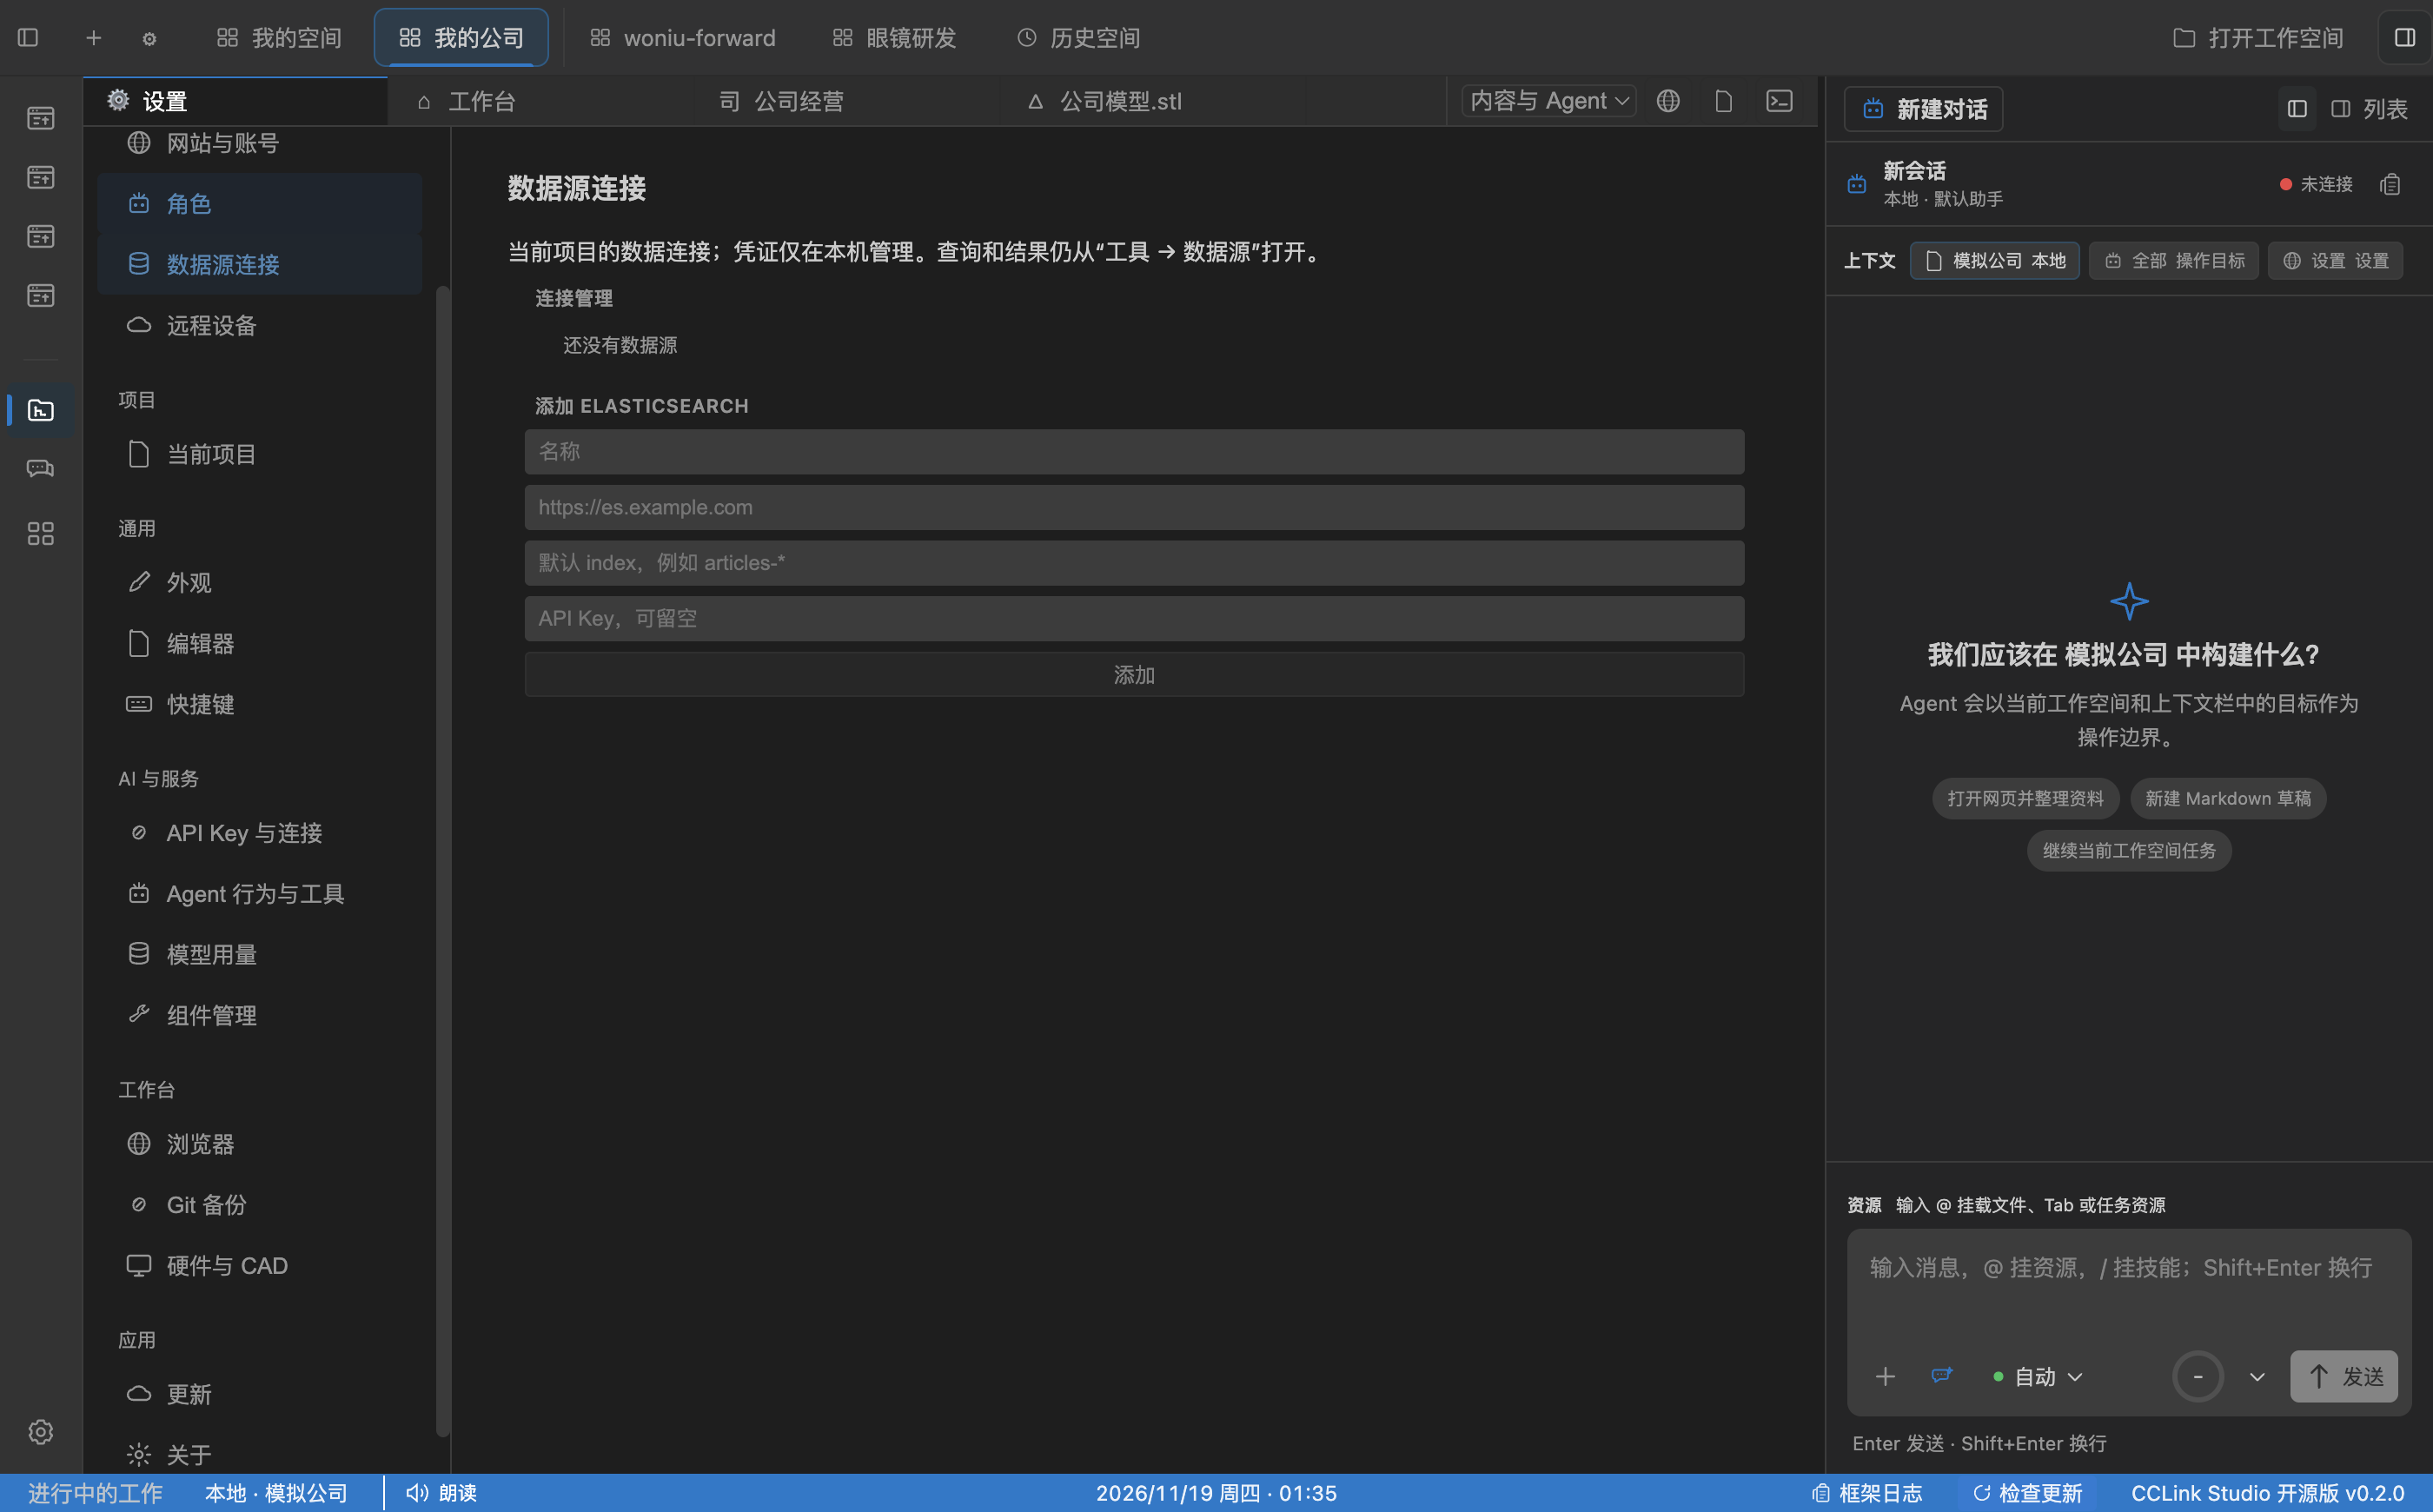 我的空间
我的公司
woniu-forward
眼镜研发
历史空间
打开工作空间
设置
工作台
司 公司经营
公司模型.stl
内容与 Agent
新建对话
列表
网站与账号
角色
数据源连接
远程设备
项目
当前项目
通用
外观
编辑器
快捷键
AI 与服务
API Key 与连接
Agent 行为与工具
模型用量
组件管理
工作台
浏览器
Git 备份
硬件与 CAD
应用
更新
关于
数据源连接
当前项目的数据连接；凭证仅在本机管理。查询和结果仍从“工具 → 数据源”打开。
连接管理
还没有数据源
添加 ELASTICSEARCH
名称
https://es.example.com
默认 index，例如 articles-*
API Key，可留空
添加
新会话
本地 · 默认助手
未连接
上下文
模拟公司 本地
全部 操作目标
设置 设置
我们应该在 模拟公司 中构建什么？
Agent 会以当前工作空间和上下文栏中的目标作为
操作边界。
打开网页并整理资料
新建 Markdown 草稿
继续当前工作空间任务
资源 输入 @ 挂载文件、Tab 或任务资源
输入消息，@ 挂资源，/ 挂技能；Shift+Enter 换行
自动
-
发送
Enter 发送 · Shift+Enter 换行
进行中的工作
本地 · 模拟公司
朗读
2026/11/19 周四 · 01:35
框架日志
检查更新
CCLink Studio 开源版 v0.2.0